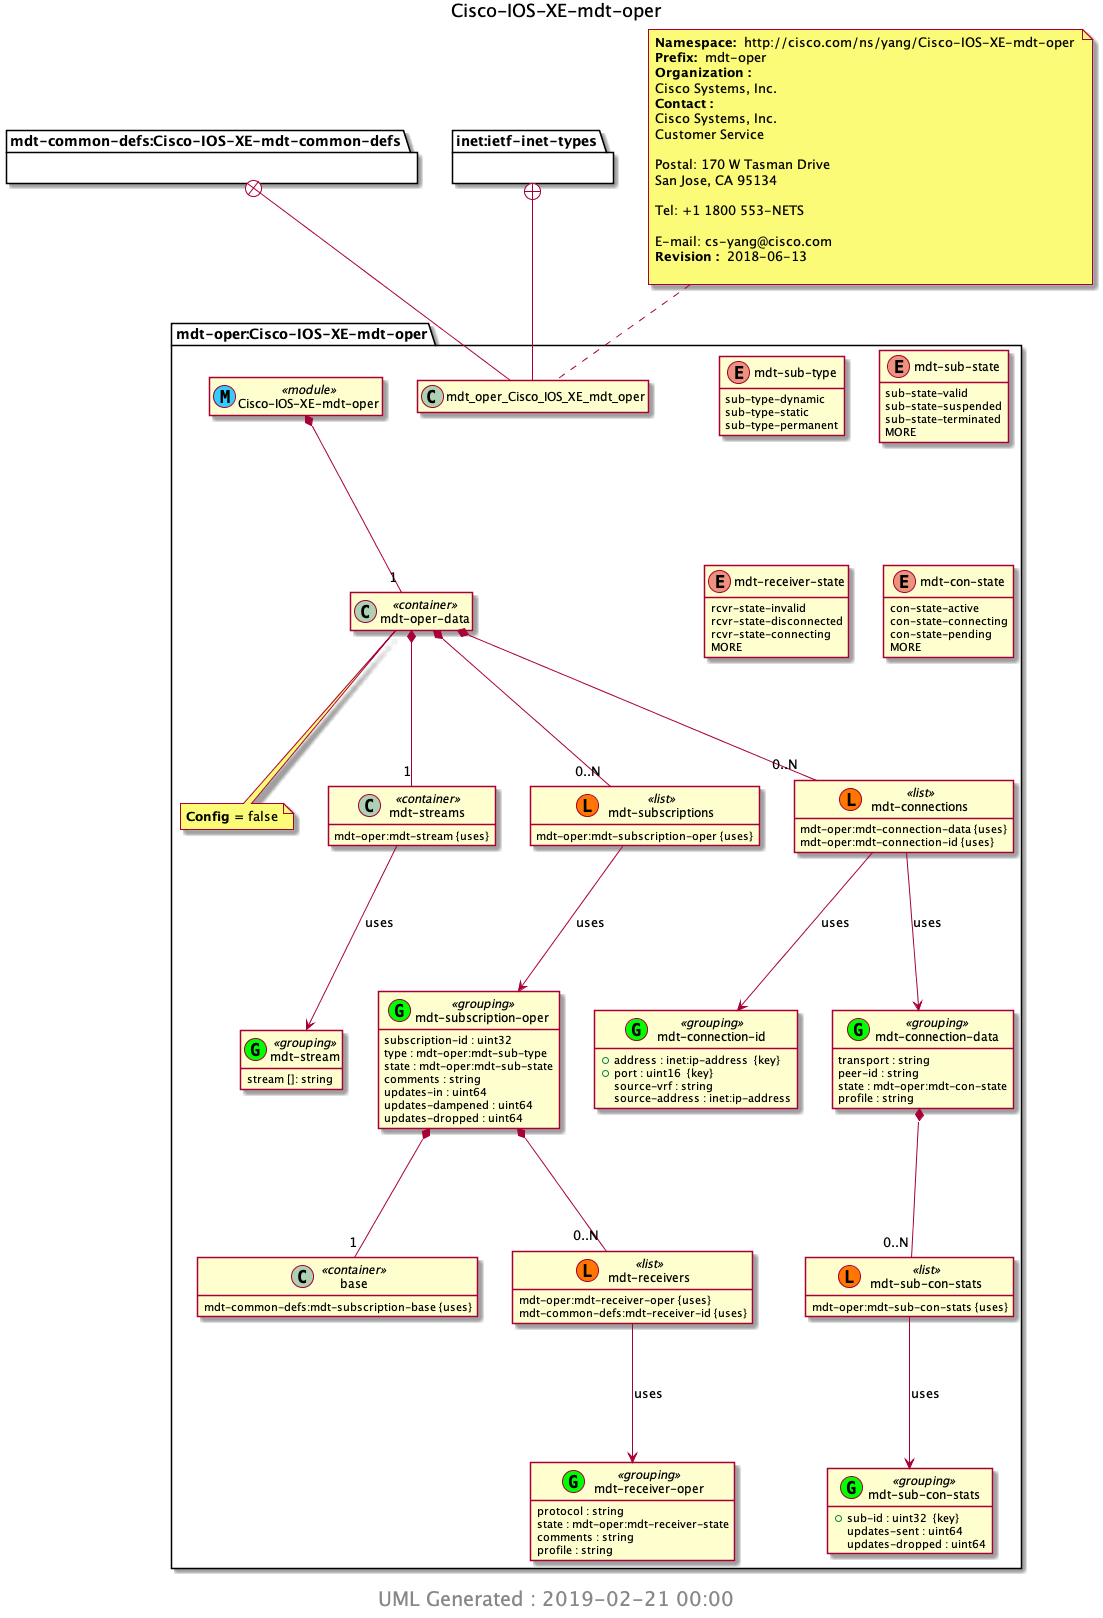 Cisco-IOS-XE-mdt-oper
Namespace: http://cisco.com/ns/yang/Cisco-IOS-XE-mdt-oper
Prefix: mdt-oper
Organization :
Cisco Systems, Inc.
Contact :
Cisco Systems, Inc.
Customer Service
Postal: 170 W Tasman Drive
San Jose, CA 95134
Tel: +1 1800 553-NETS
E-mail: cs-yang@cisco.com
Revision : 2018-06-13
mdt-common-defs:Cisco-IOS-XE-mdt-common-defs
inet:ietf-inet-types
mdt-oper:Cisco-IOS-XE-mdt-oper
M
«module»
Cisco-IOS-XE-mdt-oper
C mdt_oper_Cisco_IOS_XE_mdt_oper
E mdt-sub-type
sub-type-dynamic
sub-type-static
sub-type-permanent
E mdt-sub-state
sub-state-valid
sub-state-suspended
sub-state-terminated
MORE
1
C
«container»
mdt-oper-data
E mdt-receiver-state
rcvr-state-invalid
rcvr-state-disconnected
rcvr-state-connecting
MORE
E mdt-con-state
con-state-active
con-state-connecting
con-state-pending
MORE
Config = false
1
C
«container»
mdt-streams
mdt-oper:mdt-stream {uses}
0..N
L
«list»
mdt-subscriptions
mdt-oper:mdt-subscription-oper {uses}
0..N
L
«list»
mdt-connections
mdt-oper:mdt-connection-data {uses}
mdt-oper:mdt-connection-id {uses}
uses
uses
uses
uses
G
«grouping»
mdt-stream
stream []: string
G
«grouping»
mdt-subscription-oper
subscription-id : uint32
type : mdt-oper:mdt-sub-type
state : mdt-oper:mdt-sub-state
comments : string
updates-in : uint64
updates-dampened : uint64
updates-dropped : uint64
G
«grouping»
mdt-connection-id
address : inet:ip-address {key}
port : uint16 {key}
source-vrf : string
source-address : inet:ip-address
G
«grouping»
mdt-connection-data
transport : string
peer-id : string
state : mdt-oper:mdt-con-state
profile : string
1
C
«container»
base
mdt-common-defs:mdt-subscription-base {uses}
0..N
L
«list»
mdt-receivers
mdt-oper:mdt-receiver-oper {uses}
mdt-common-defs:mdt-receiver-id {uses}
0..N
L
«list»
mdt-sub-con-stats
mdt-oper:mdt-sub-con-stats {uses}
uses
uses
G
«grouping»
mdt-receiver-oper
protocol : string
state : mdt-oper:mdt-receiver-state
comments : string
profile : string
G
«grouping»
mdt-sub-con-stats
sub-id : uint32 {key}
updates-sent : uint64
updates-dropped : uint64
UML Generated : 2019-02-21 00:00